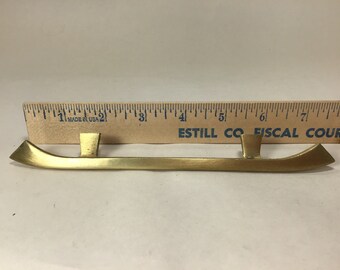 1 2 3 4 5 6 7
MADE IN U.S.A.
ESTILL CO. FISCAL COUR